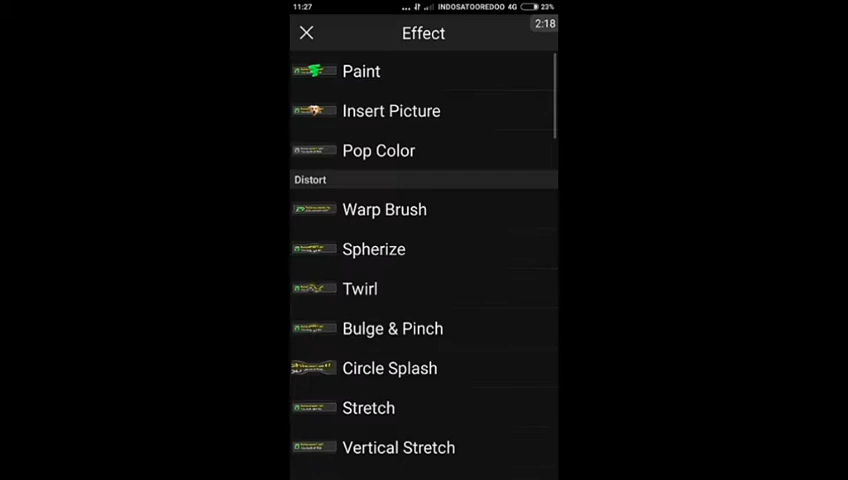 11:27
INDOSATOOREDOO 4G
23%
2:18
Effect
Paint
Insert Picture
Pop Color
Distort
Warp Brush
Spherize
Twirl
Bulge & Pinch
Circle Splash
Stretch
Vertical Stretch